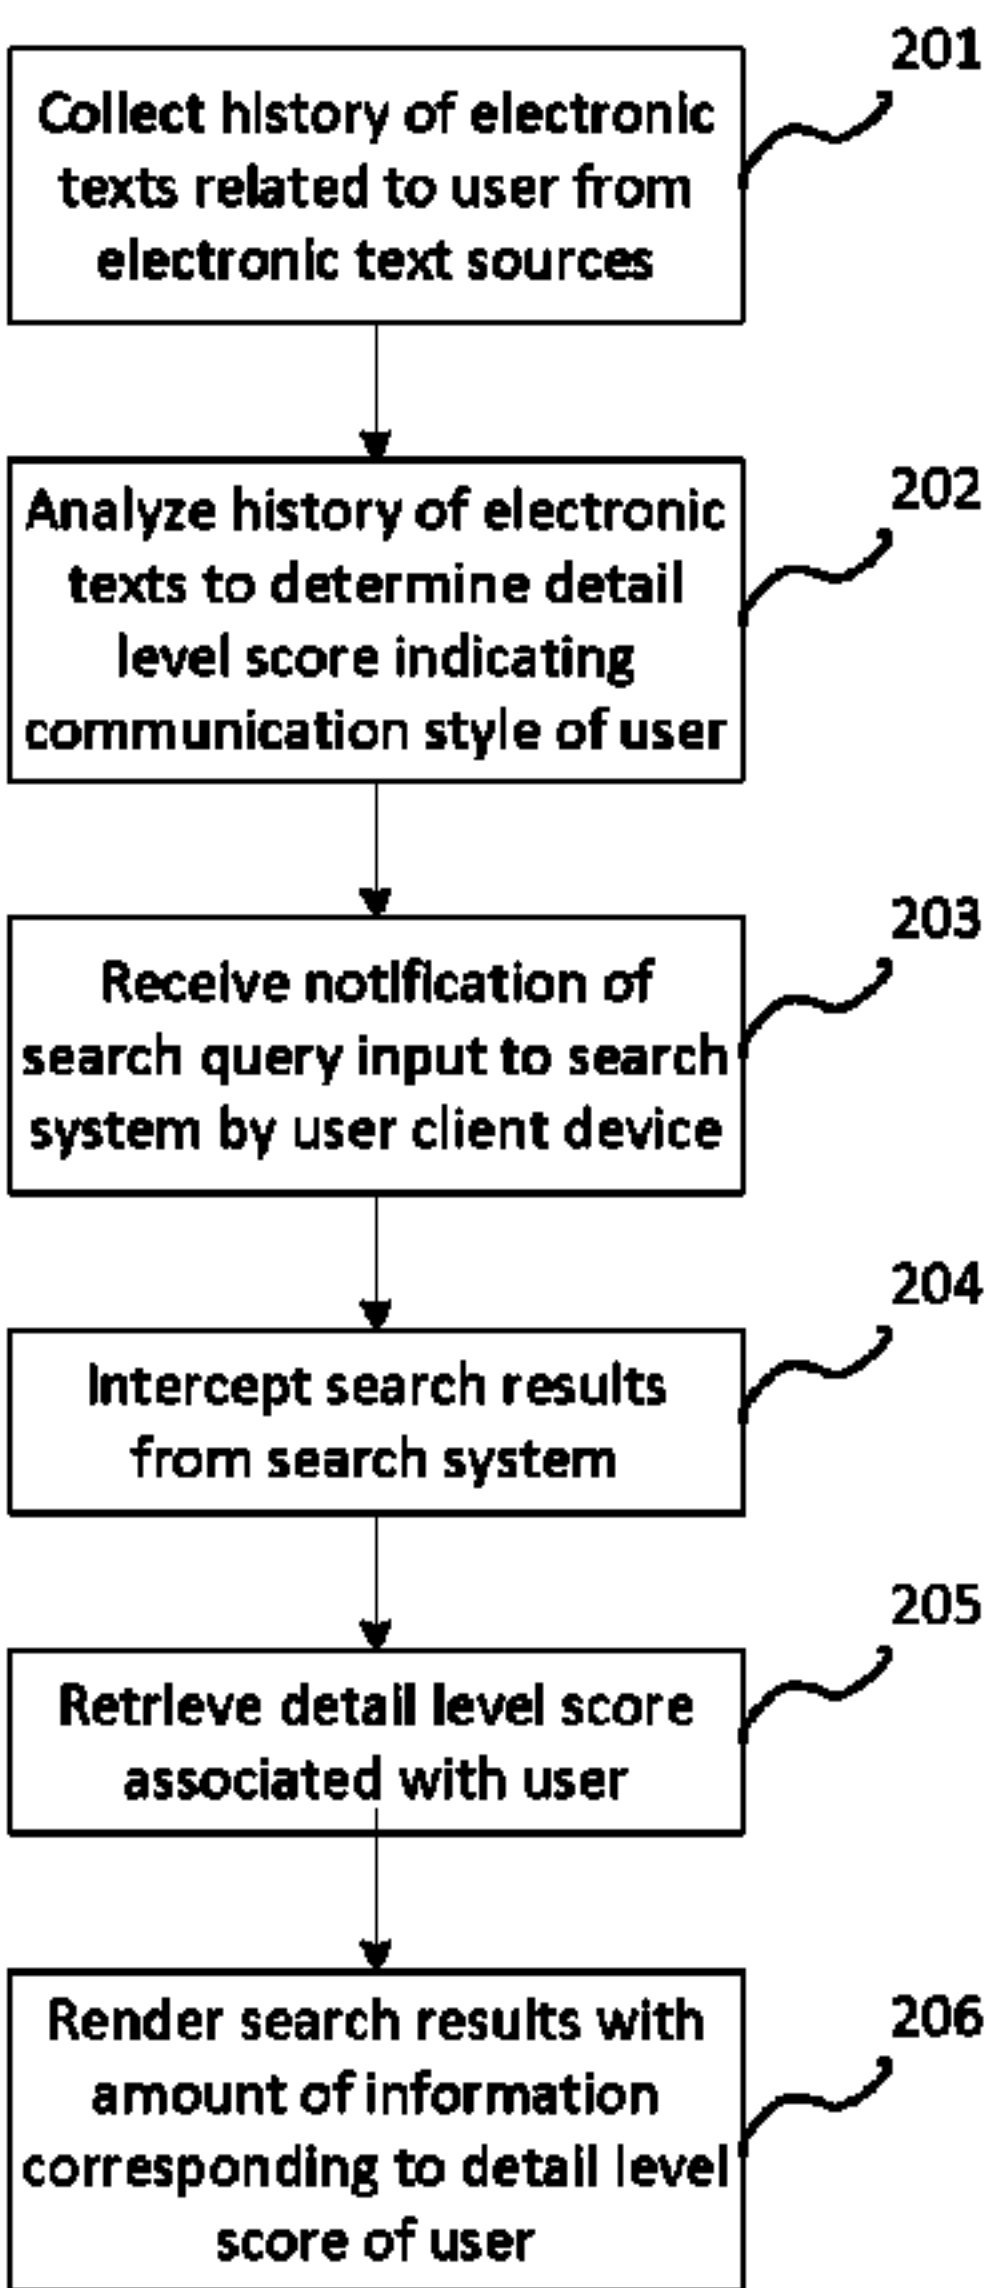 201
Collect history of electronic
texts related to user from
electronic text sources
202
Analyze history of electronic
texts to determine detail
level score indicating
communication style of user
203
Receive notification of
search query input to search
system by user client device
204
Intercept search results
from search system
205
Retrieve detail level score
associated with user
206
Render search results with
amount of information
corresponding to detail level
score of user